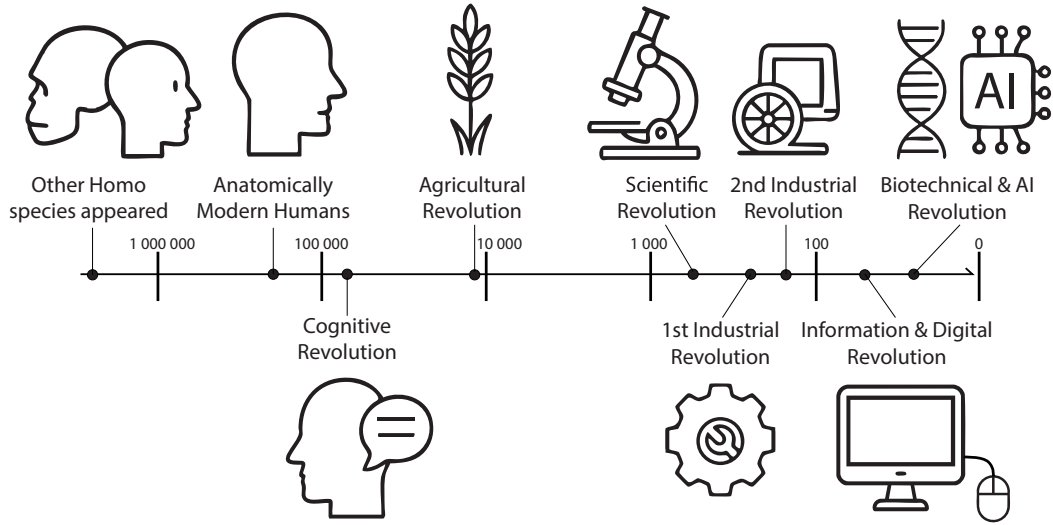 AI
Other Homo
species appeared
Anatomically
Modern Humans
Agricultural
Revolution
Scientific
Revolution
2nd Industrial
Revolution
Biotechnical & AI
Revolution
1 000 000
100 000
10 000
1 000
100
0
Cognitive
Revolution
1st Industrial
Revolution
Information & Digital
Revolution